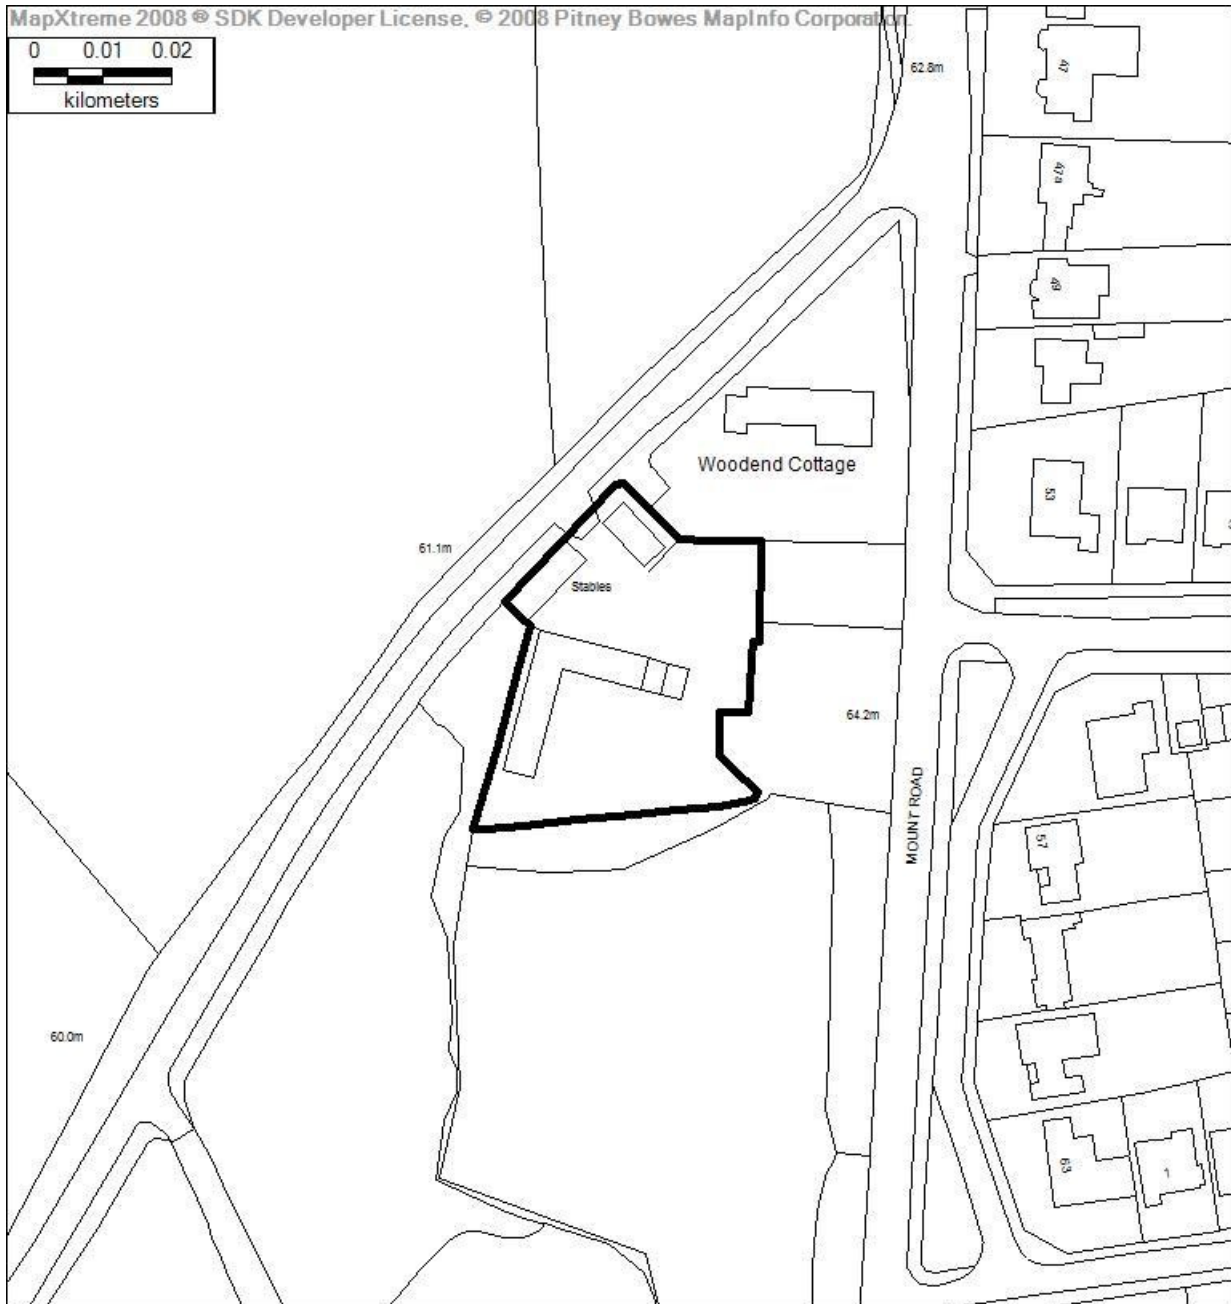 MapXtreme 2008 ® SDK Developer License, © 2008 Pitney Bowes MapInfo Corporation.
0 0.01 0.02
kilometers
62.8m
47
47a
49
Woodend Cottage
53
61.1m
Stables
64.2m
MOUNT ROAD
57
60.0m
63
1